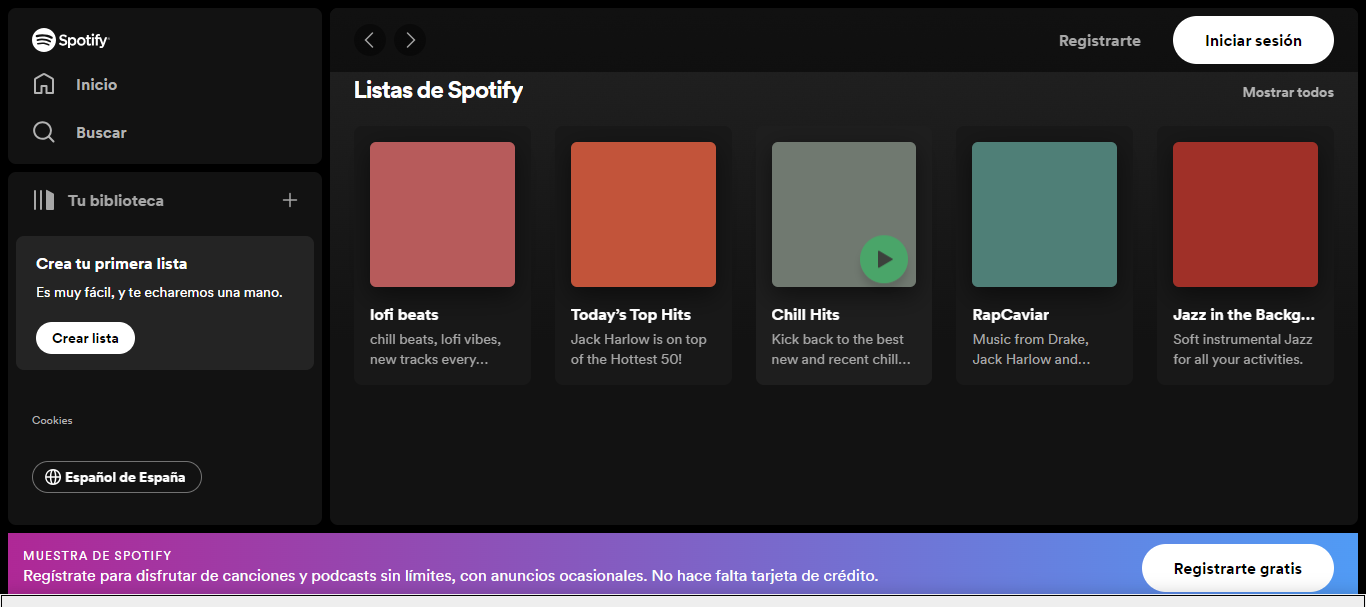 Spotify
Inicio
Buscar
Tu biblioteca
Crea tu primera lista
Es muy fácil, y te echaremos una mano.
Crear lista
Cookies
Español de España
Registrarte
Iniciar sesión
Listas de Spotify
Mostrar todos
lofi beats
chill beats, lofi vibes,
new tracks every...
Today’s Top Hits
Jack Harlow is on top
of the Hottest 50!
Chill Hits
Kick back to the best
new and recent chill...
RapCaviar
Music from Drake,
Jack Harlow and...
Jazz in the Backg...
Soft instrumental Jazz
for all your activities.
MUESTRA DE SPOTIFY
Regístrate para disfrutar de canciones y podcasts sin límites, con anuncios ocasionales. No hace falta tarjeta de crédito.
Registrarte gratis